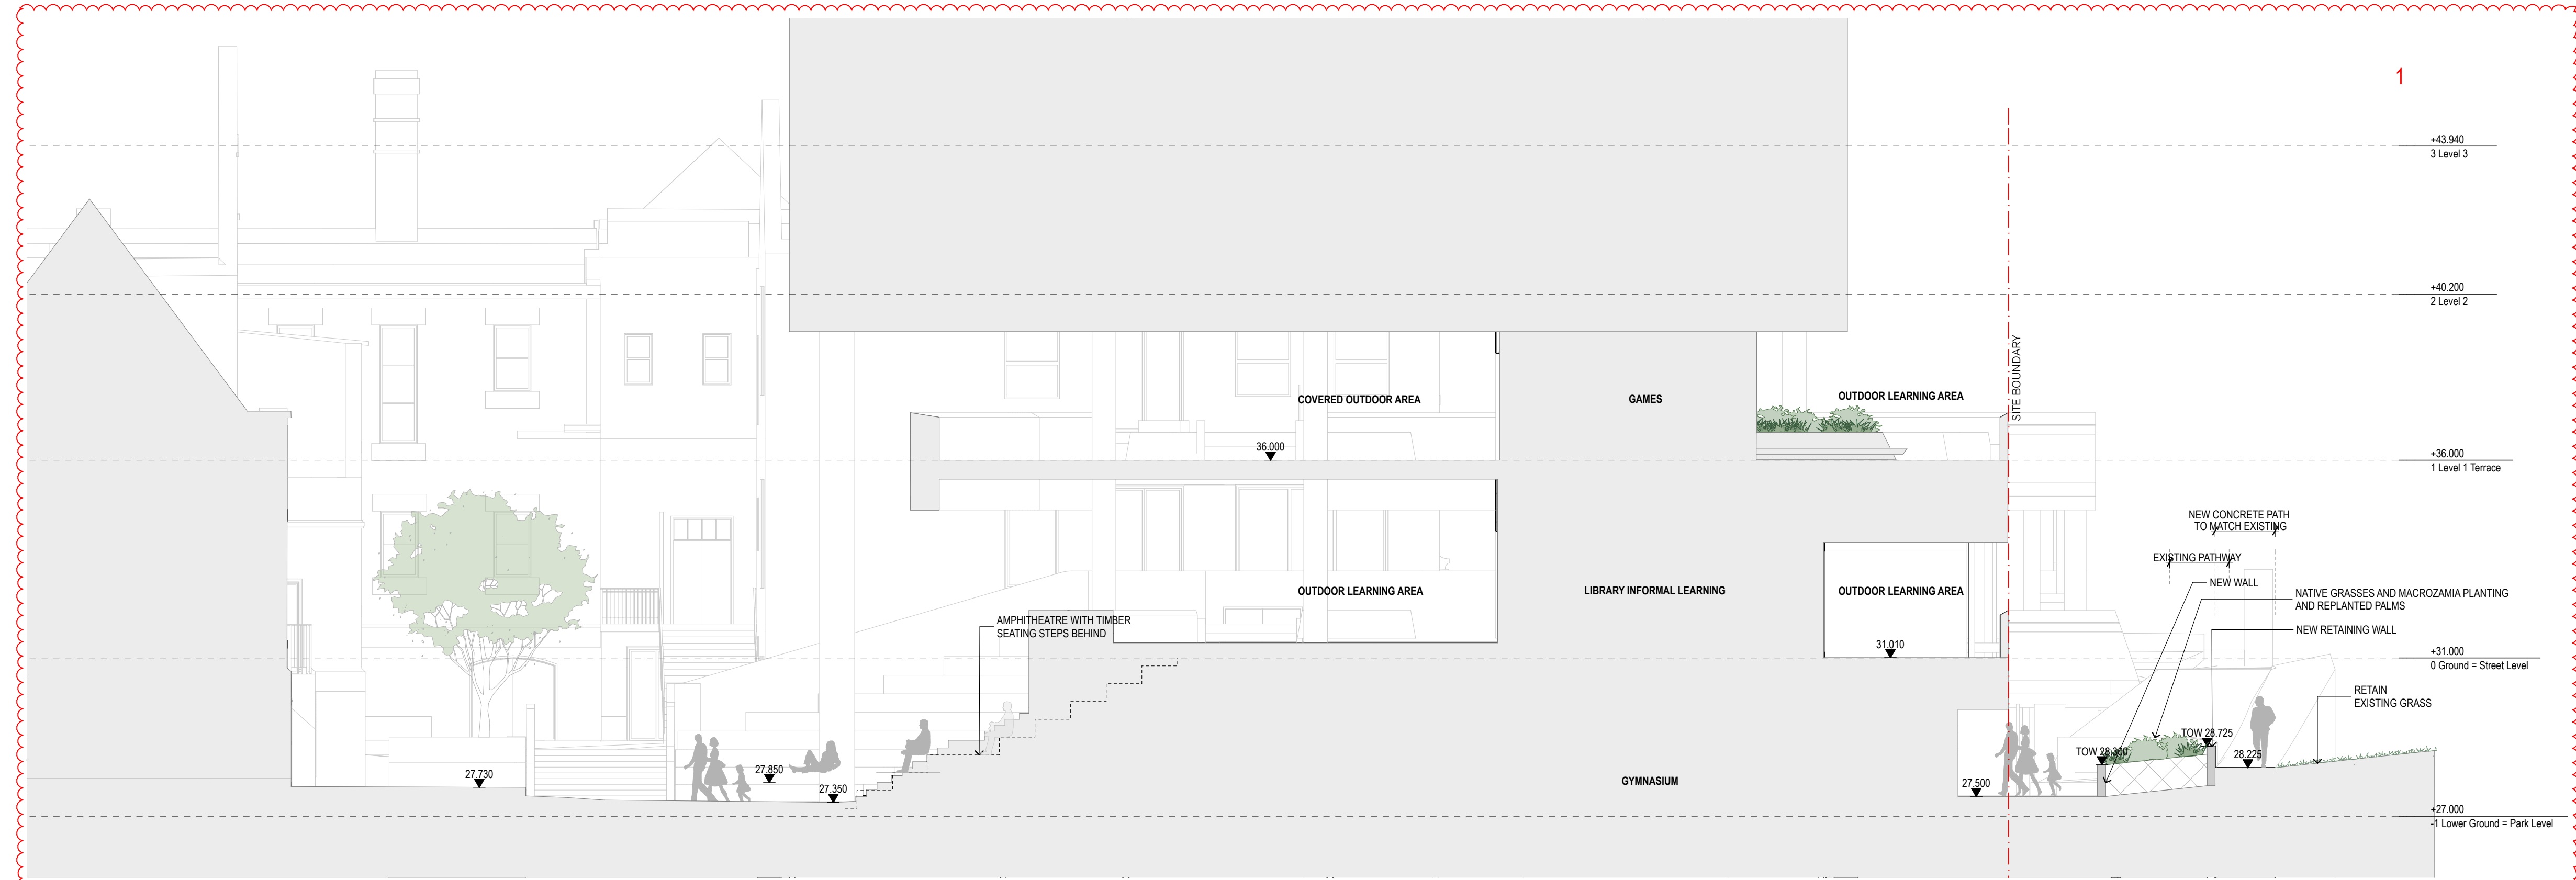 1
+43.940
3 Level 3
+40.200
2 Level 2
SITE BOUNDARY
COVERED OUTDOOR AREA
GAMES
OUTDOOR LEARNING AREA
36.000
+36.000
1 Level 1 Terrace
NEW CONCRETE PATH
TO MATCH EXISTING
EXISTING PATHWAY
NEW WALL
NATIVE GRASSES AND MACROZAMIA PLANTING
AND REPLANTED PALMS
OUTDOOR LEARNING AREA
LIBRARY INFORMAL LEARNING
OUTDOOR LEARNING AREA
AMPHITHEATRE WITH TIMBER
SEATING STEPS BEHIND
NEW RETAINING WALL
31.010
+31.000
0 Ground = Street Level
RETAIN
EXISTING GRASS
TOW 28.725
TOW 28.300
28.225
27.730
27.850
27.350
GYMNASIUM
27.500
+27.000
-1 Lower Ground = Park Level